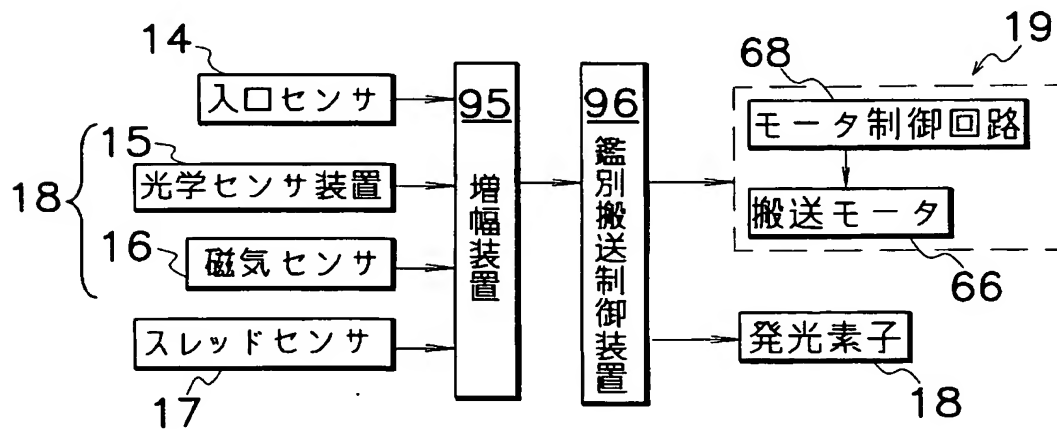 14
入口センサ
18
15
光学センサ装置
16
磁気センサ
スレッドセンサ
17
95
増幅装置
96
鑑別搬送制御装置
19
68
モータ制御回路
搬送モータ
66
発光素子
18